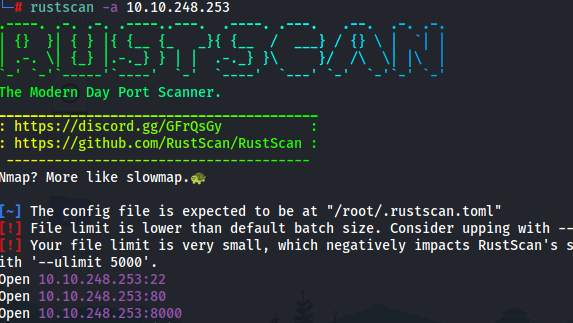 # rustscan -a 10.10.248.253
.----. .-. .-. .----..---.  .----. .---.   .--.  .-. .-.
| {}  }| { } |{ {__ {_   _}{ {__  /  ___} / {} \ |  `| |
| .-. \| {_} |.-._} } | |  .-._} }\     }/  /\  \| |\  |
`-' `-'`-----'`----'  `-'  `----'  `---' `-'  `-'`-' `-'
The Modern Day Port Scanner.
________________________________________
: https://discord.gg/GFrQsGy           :
: https://github.com/RustScan/RustScan :
 --------------------------------------
Nmap? More like slowmap.🐢
[~] The config file is expected to be at "/root/.rustscan.toml"
[!] File limit is lower than default batch size. Consider upping with --
[!] Your file limit is very small, which negatively impacts RustScan's s
ith '--ulimit 5000'.
Open 10.10.248.253:22
Open 10.10.248.253:80
Open 10.10.248.253:8000